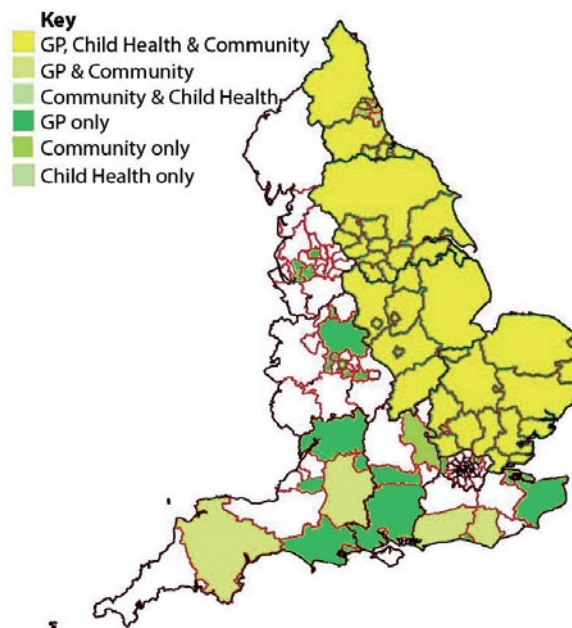 Key
GP, Child Health & Community
GP & Community
Community & Child Health
GP only
Community only
Child Health only